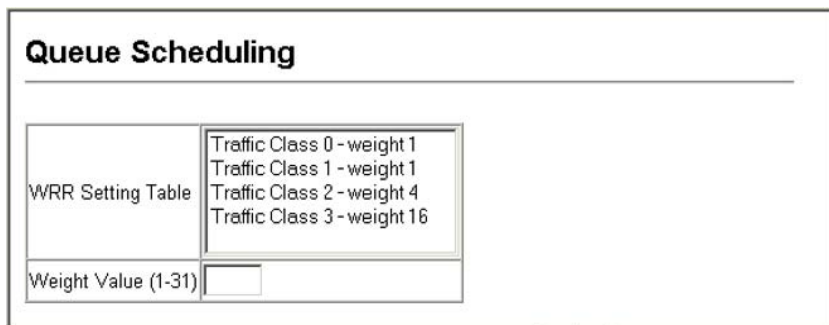 Queue Scheduling
WRR Setting Table
Traffic Class 0 - weight 1
Traffic Class 1 - weight 1
Traffic Class 2 - weight 4
Traffic Class 3 - weight 16
Weight Value (1-31)